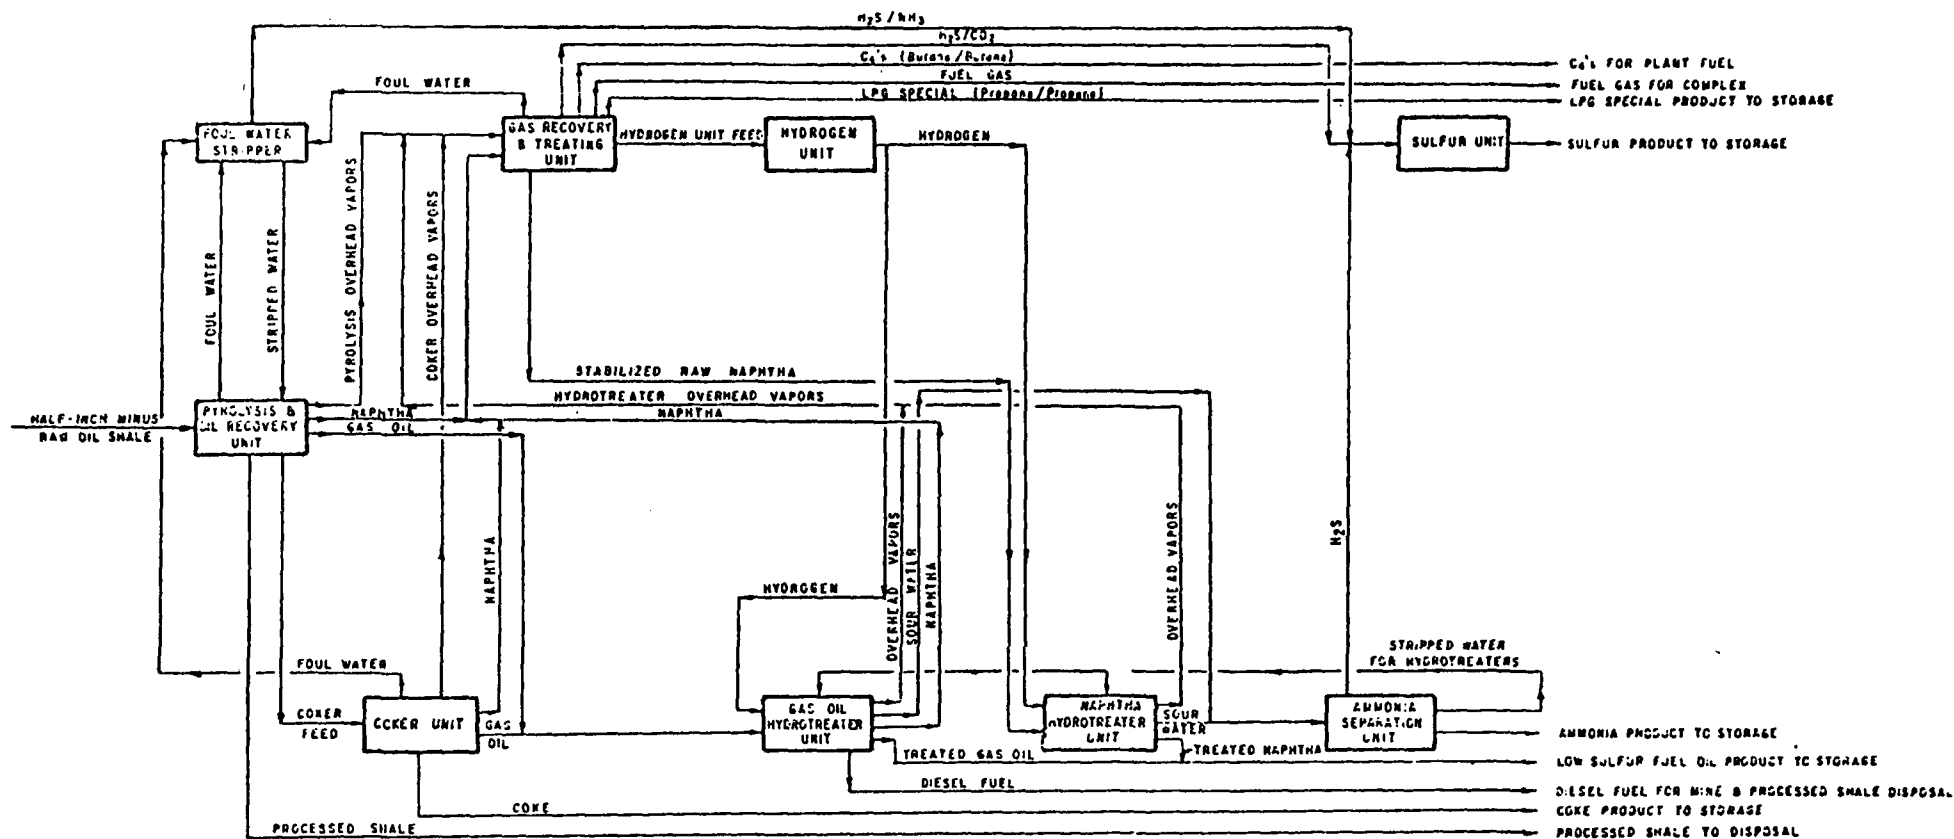 H₂S/NH₃
H₂S/CO₂
C₄'s (Butane/Butene)
C₄'s FOR PLANT FUEL
FOUL WATER
FUEL GAS
FUEL GAS FOR COMPLEX
LPG SPECIAL (Propane/Propene)
LPG SPECIAL PRODUCT TO STORAGE
FOUL WATER
STRIPPER
GAS RECOVERY
& TREATING
UNIT
HYDROGEN UNIT FEED
HYDROGEN
UNIT
HYDROGEN
SULFUR UNIT
SULFUR PRODUCT TO STORAGE
FOUL WATER
STRIPPED WATER
PYROLYSIS OVERHEAD VAPORS
COKER OVERHEAD VAPORS
STABILIZED RAW NAPHTHA
HYDROTREATER OVERHEAD VAPORS
HALF-INCH MINUS
RAW OIL SHALE
PYROLYSIS &
OIL RECOVERY
UNIT
NAPHTHA
NAPHTHA
GAS OIL
NAPHTHA
OVERHEAD VAPORS
SOUR WATER
NAPHTHA
OVERHEAD VAPORS
H₂S
HYDROGEN
FOUL WATER
STRIPPED WATER
FOR HYDROTREATERS
COKER
FEED
COKER UNIT
GAS
OIL
GAS OIL
HYDROTREATER
UNIT
NAPHTHA
HYDROTREATER
UNIT
SOUR
WATER
AMMONIA
SEPARATION
UNIT
AMMONIA PRODUCT TO STORAGE
TREATED GAS OIL
TREATED NAPHTHA
LOW SULFUR FUEL OIL PRODUCT TO STORAGE
DIESEL FUEL
DIESEL FUEL FOR MINE & PROCESSED SHALE DISPOSAL
COKE
COKE PRODUCT TO STORAGE
PROCESSED SHALE
PROCESSED SHALE TO DISPOSAL